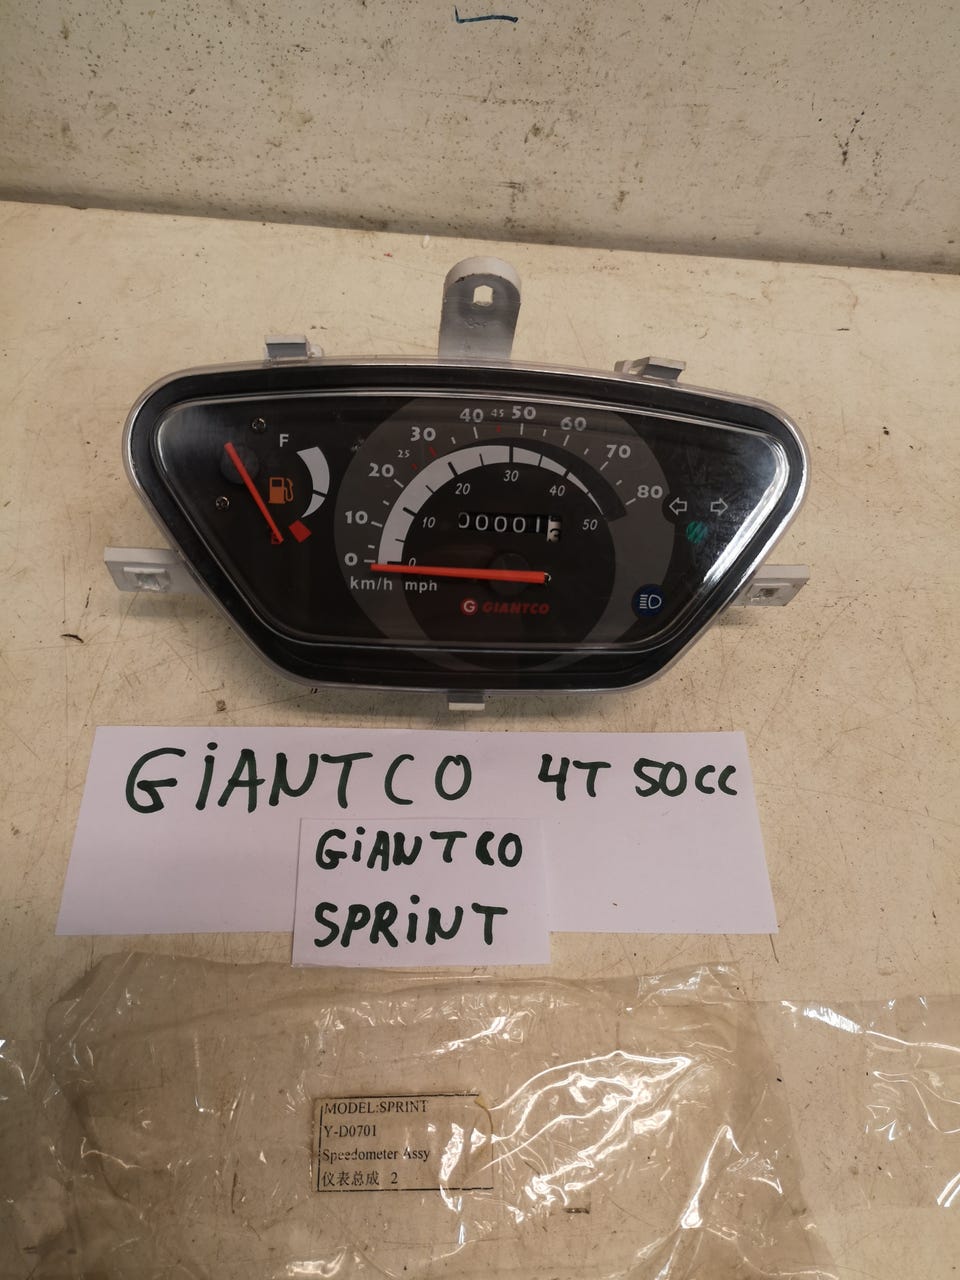 F
E
0
10
20
25
30
40
45
50
60
70
80
0
10
20
30
40
50
00001
km/h mph
G GIANTCO
GiANTCO 4T 50cc
GiANTCO
SPRiNT
MODEL:SPRINT
Y-D0701
Speedometer Assy
仪表总成 2